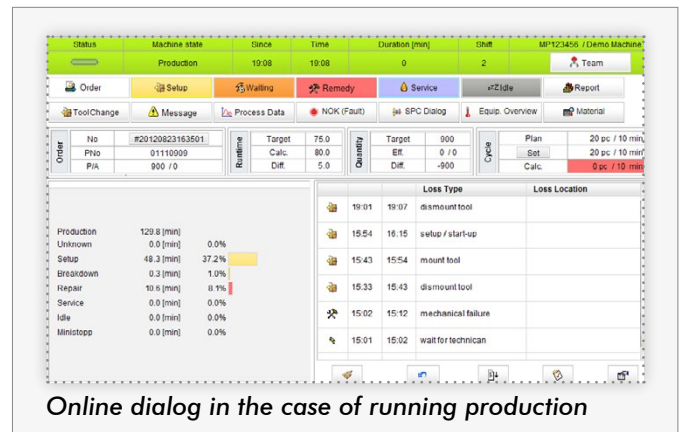 Status Machine state Since Time Duration [min] Shift MP123456 / Demo Machine
Production 19:08 19:08 0 2 Team
Order Setup Waiting Remedy Service Idle Report
ToolChange Message Process Data NOK (Fault) SPC Dialog Equip. Overview Material
Order No #20120823163501 Runtime Target 75.0 Quantity Target 900 Cycle Plan 20 pc / 10 min
PNo 01110909 Calc. 80.0 Eff. 0 / 0 Set 20 pc / 10 min
P/A 900 / 0 Diff. 5.0 Diff. -900 Calc. 0 pc / 10 min
Loss Type Loss Location
19:01 19:07 dismount tool
15:54 16:15 setup / start-up
15:43 15:54 mount tool
15:33 15:43 dismount tool
15:02 15:12 mechanical failure
15:01 15:02 wait for technican
Production 129.8 [min]
Unknown 0.0 [min] 0.0%
Setup 48.3 [min] 37.2%
Breakdown 0.3 [min] 1.0%
Repair 10.6 [min] 8.1%
Service 0.0 [min] 0.0%
Idle 0.0 [min] 0.0%
Ministopp 0.0 [min] 0.0%
Online dialog in the case of running production